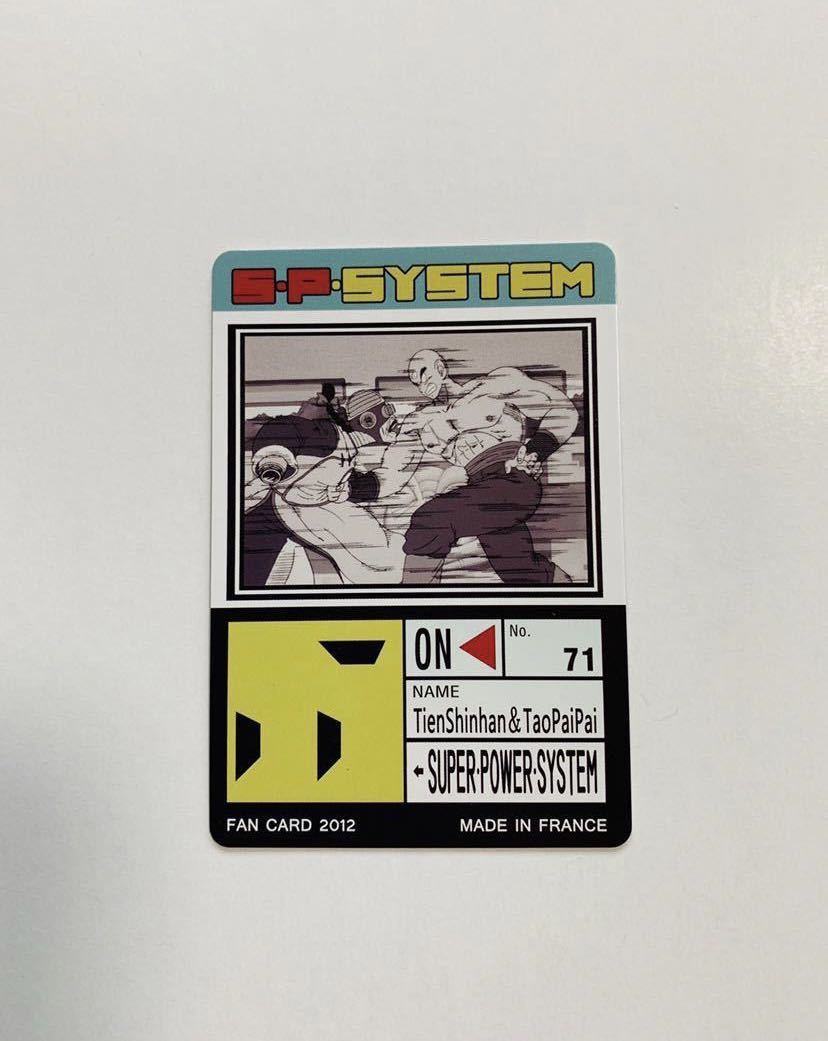 S·P·SYSTEM
ON
No.
71
NAME
TienShinhan&TaoPaiPai
←SUPER·POWER·SYSTEM
FAN CARD 2012
MADE IN FRANCE